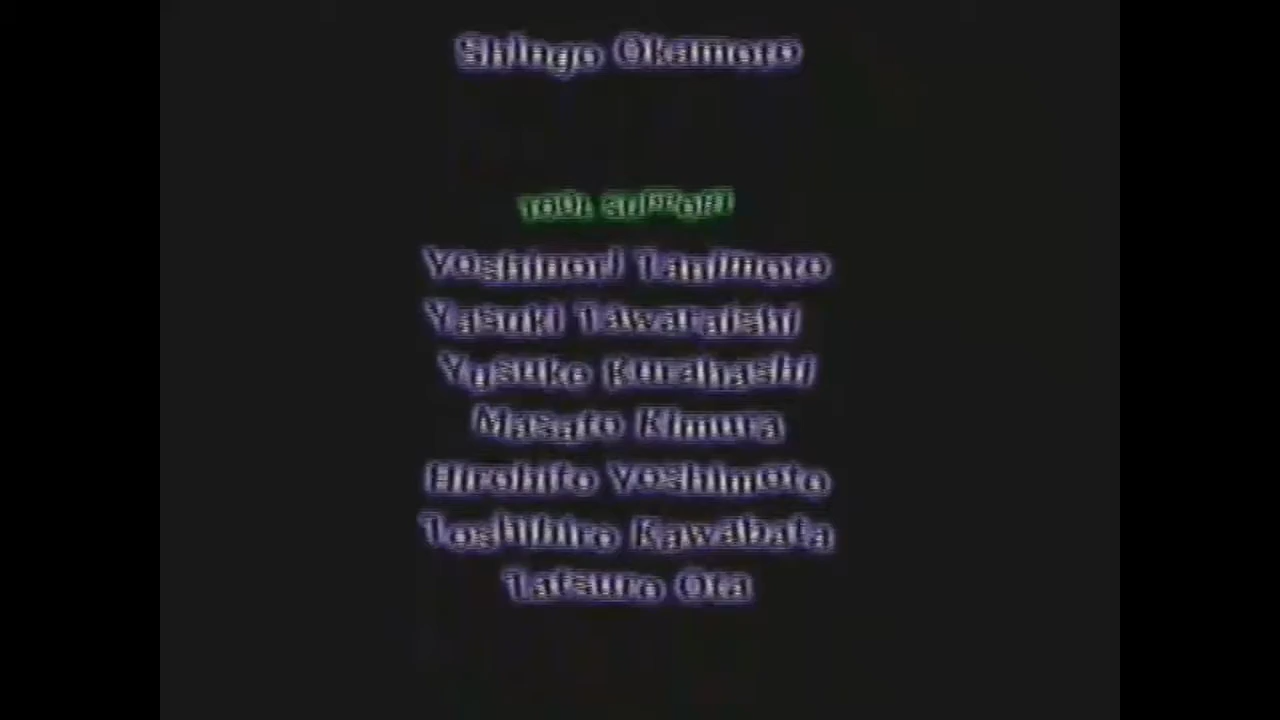 Shingo Okamoto
TOOL SUPPORT
Yoshinori Tanimoto
Yasuki Tawaraishi
Yusuke Kurahashi
Masato Kimura
Hirohito Yoshimoto
Toshihiro Kawabata
Tatsuro Ota